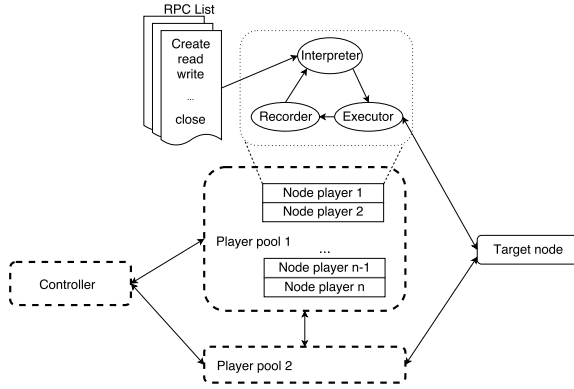 RPC List
Create
read
write
...
close
Interpreter
Recorder
Executor
Node player 1
Node player 2
Player pool 1
...
Node player n-1
Node player n
Target node
Controller
Player pool 2